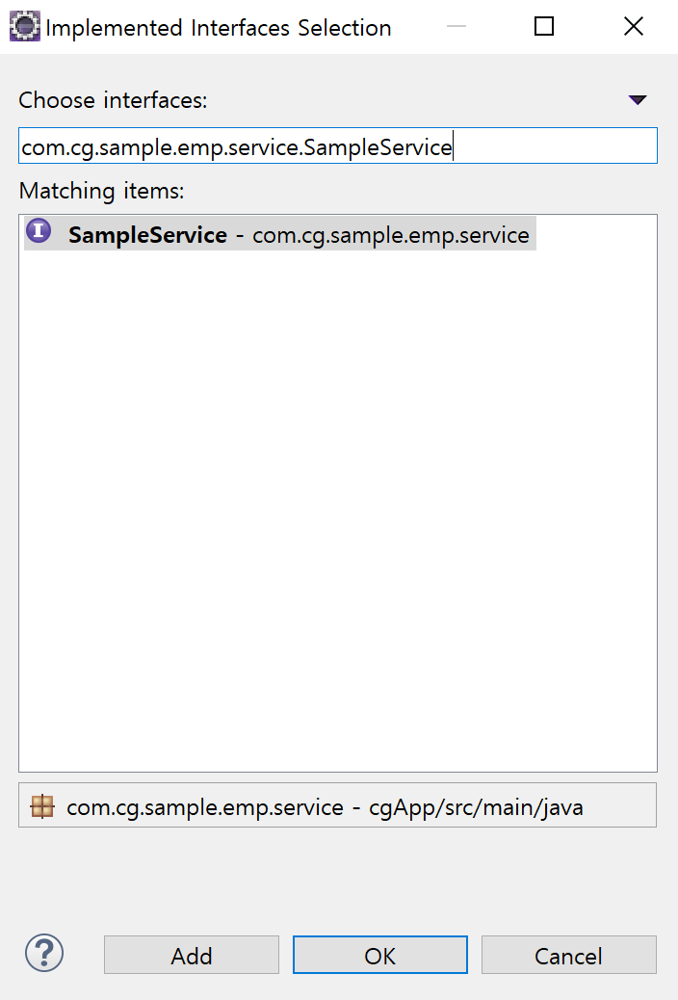 Implemented Interfaces Selection
Choose interfaces:
com.cg.sample.emp.service.SampleService
Matching items:
I SampleService - com.cg.sample.emp.service
com.cg.sample.emp.service - cgApp/src/main/java
? Add OK Cancel